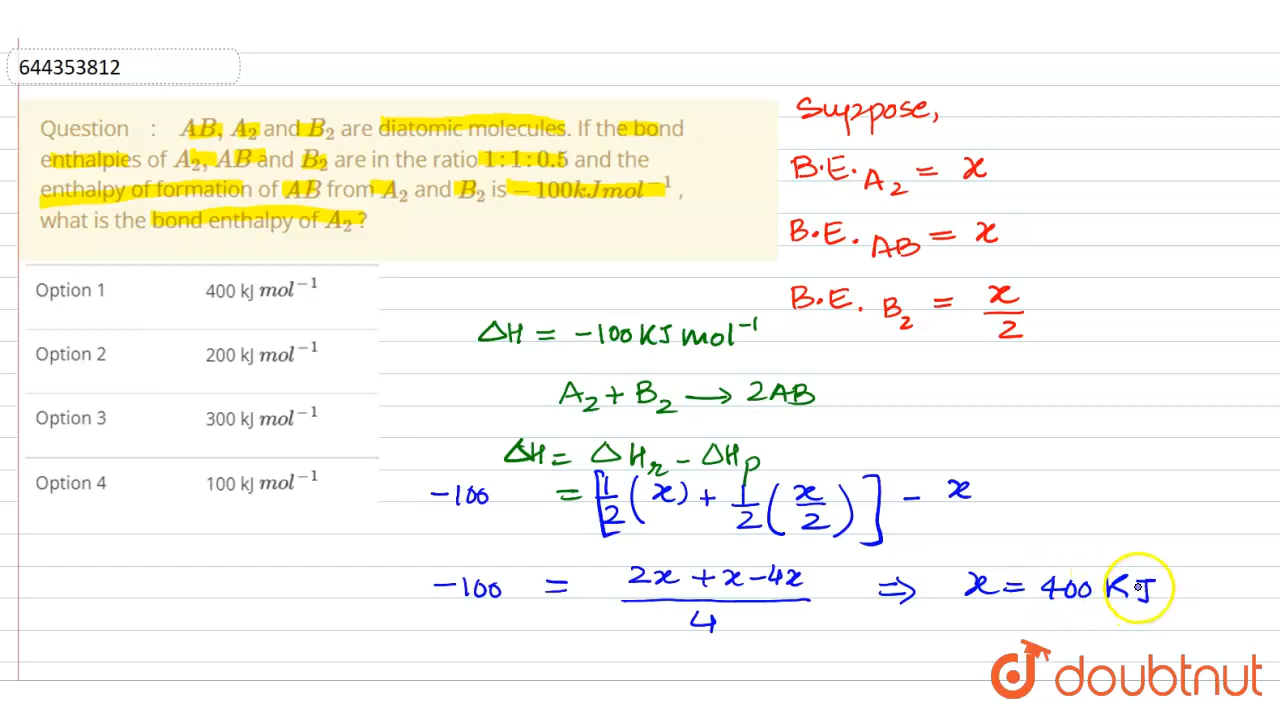 644353812
Question : AB, A₂ and B₂ are diatomic molecules. If the bond
enthalpies of A₂, AB and B₂ are in the ratio 1 : 1 : 0.5 and the
enthalpy of formation of AB from A₂ and B₂ is −100kJmol⁻¹ ,
what is the bond enthalpy of A₂ ?
Option 1 400 kJ mol⁻¹
Option 2 200 kJ mol⁻¹
Option 3 300 kJ mol⁻¹
Option 4 100 kJ mol⁻¹
Suppose,
B.E. A₂ = x
B.E. AB = x
B.E. B₂ = x/2
ΔH = −100 KJ mol⁻¹
A₂ + B₂ → 2AB
ΔH = ΔHr − ΔHp
−100 = [1/2 (x) + 1/2 (x/2)] − x
−100 = (2x + x − 4x)/4 ⇒ x = 400 KJ
doubtnut